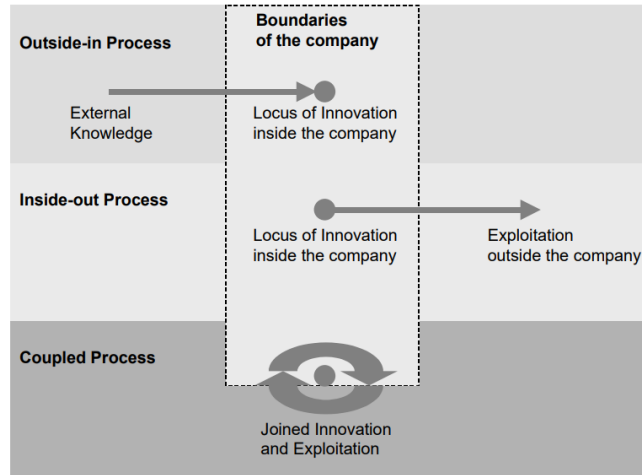 Outside-in Process
Boundaries
of the company
External
Knowledge
Locus of Innovation
inside the company
Inside-out Process
Locus of Innovation
inside the company
Exploitation
outside the company
Coupled Process
Joined Innovation
and Exploitation